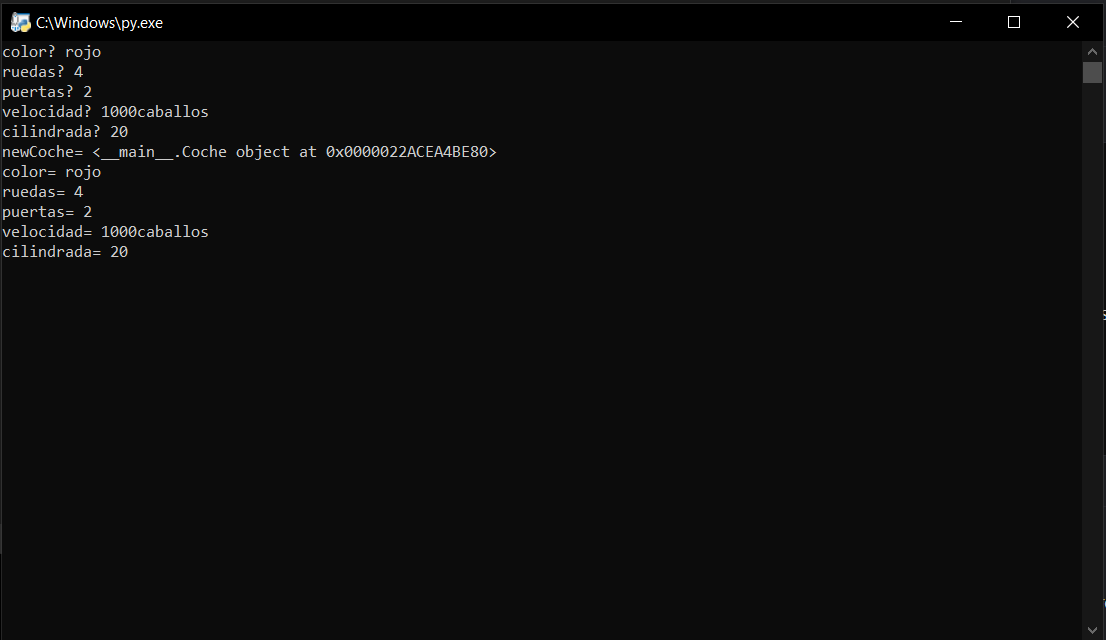 C:\Windows\py.exe
color? rojo
ruedas? 4
puertas? 2
velocidad? 1000caballos
cilindrada? 20
newCoche= <__main__.Coche object at 0x0000022ACEA4BE80>
color= rojo
ruedas= 4
puertas= 2
velocidad= 1000caballos
cilindrada= 20